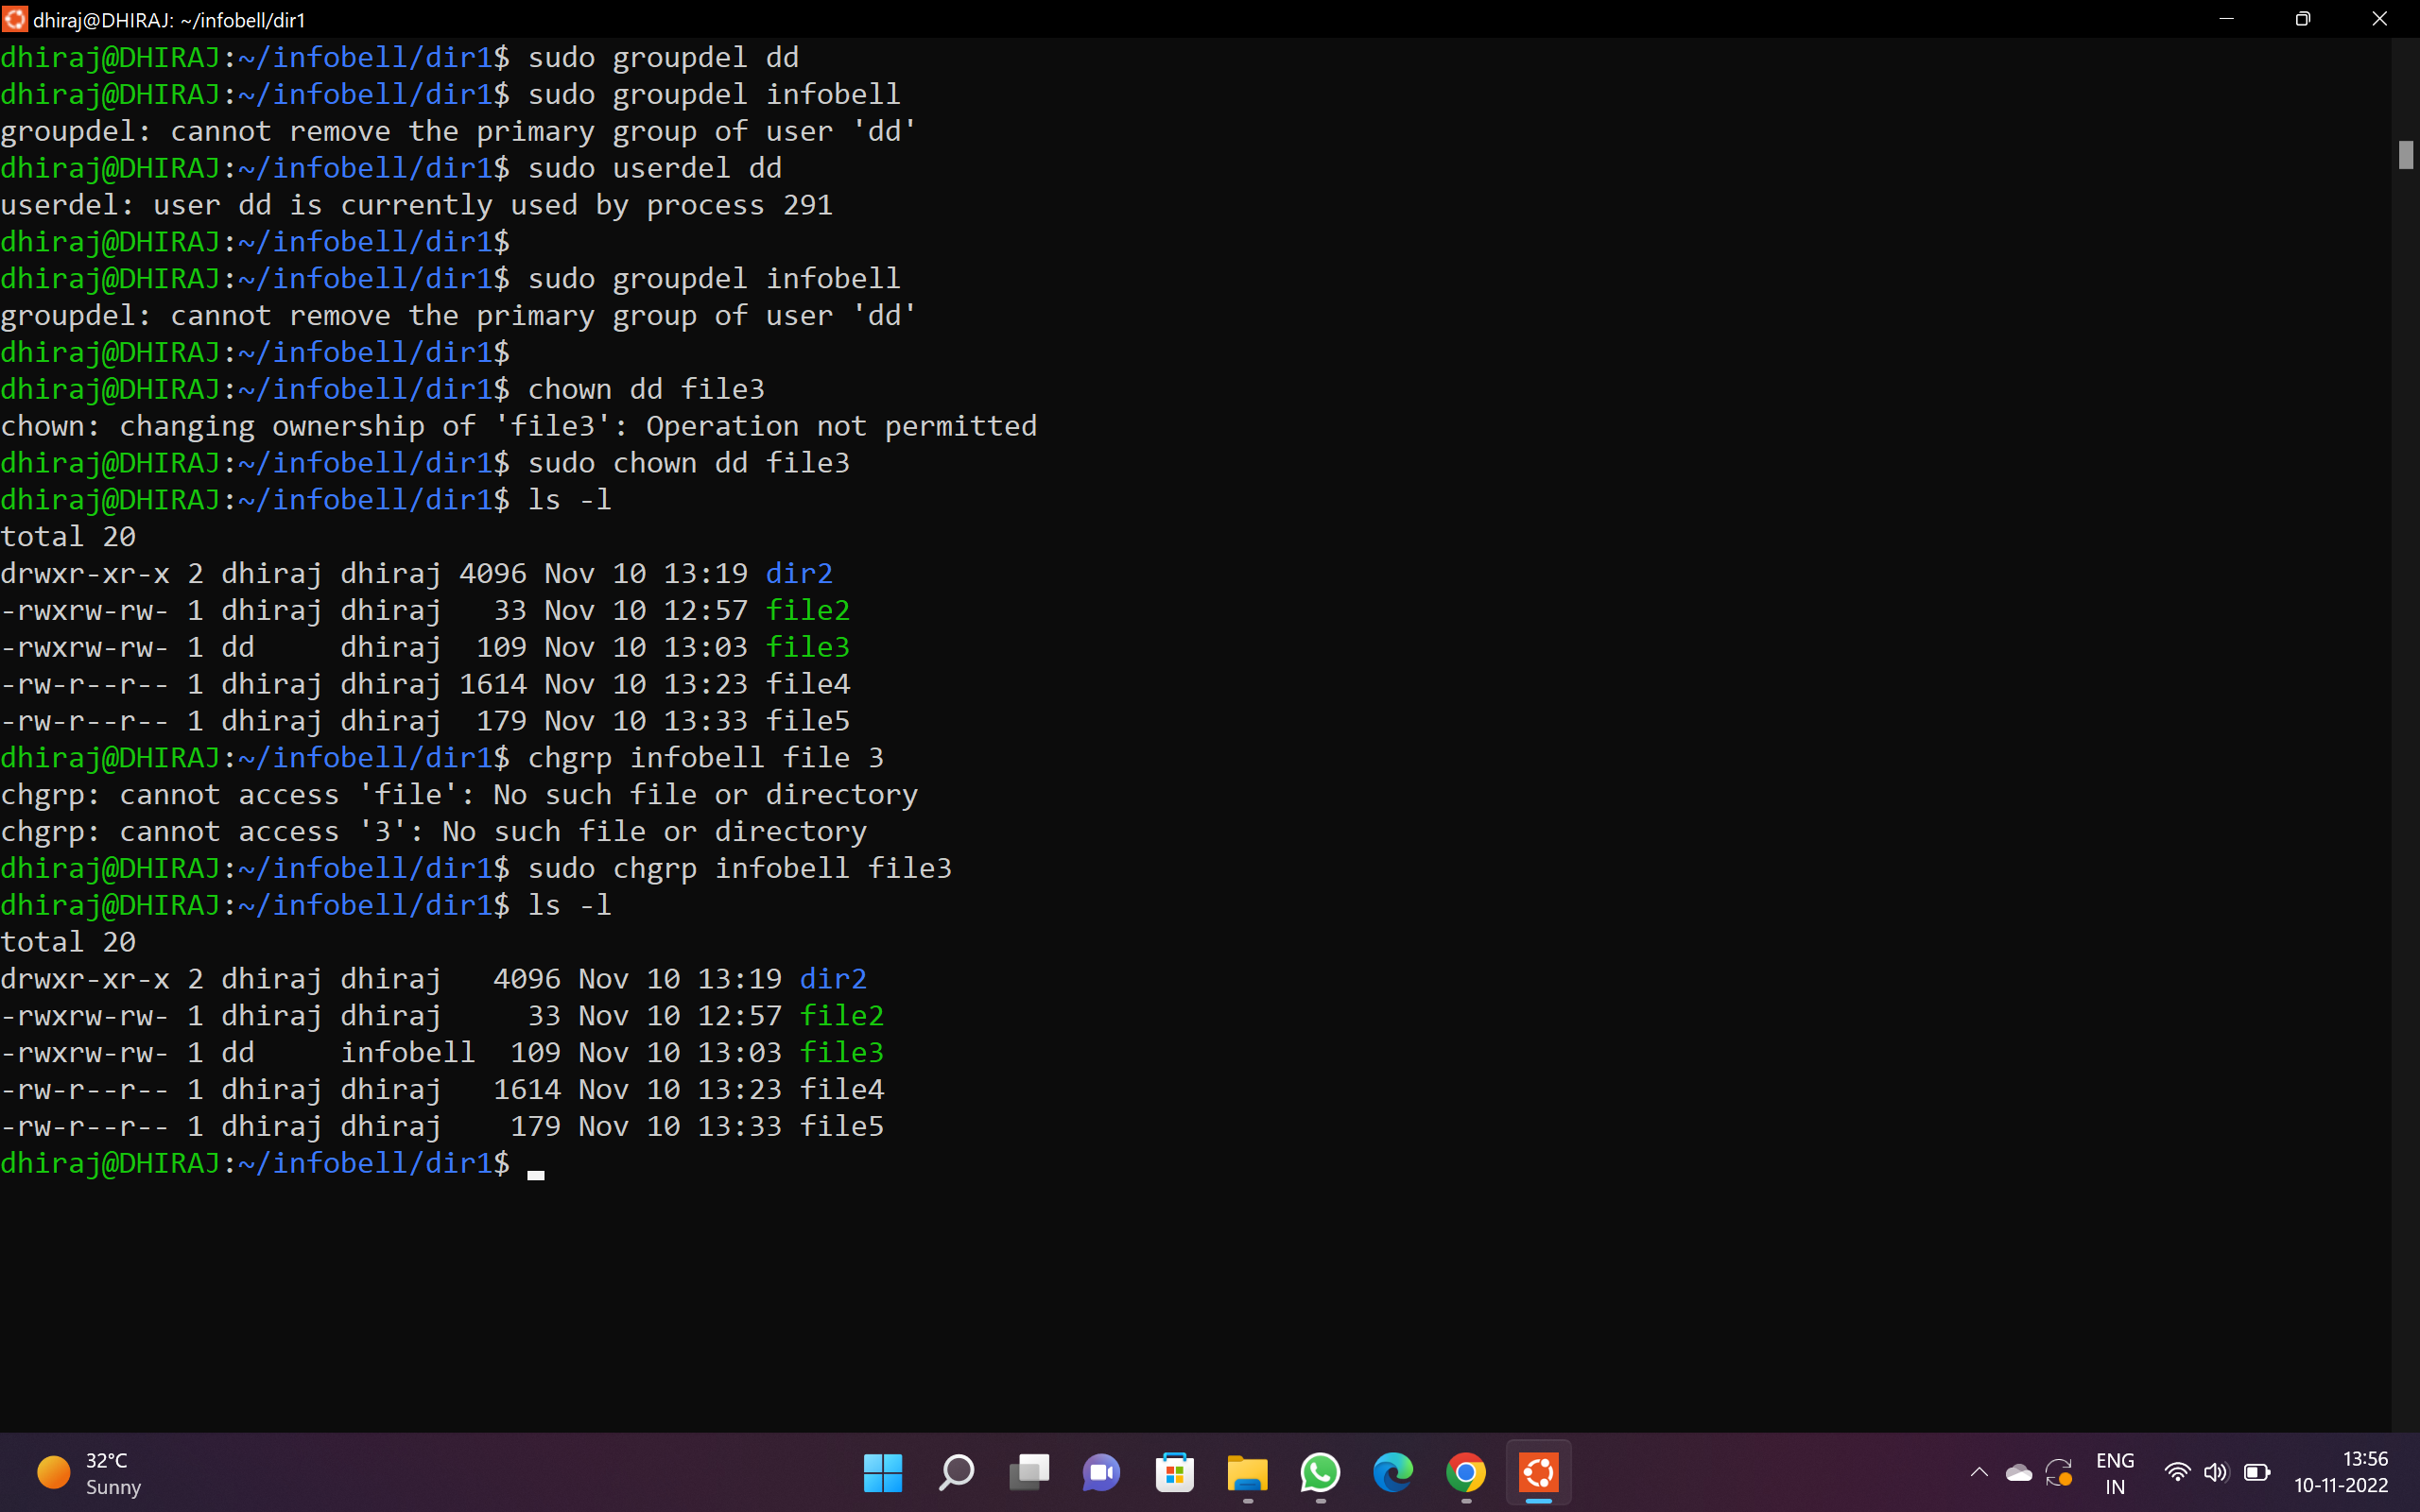 dhiraj@DHIRAJ: ~/infobell/dir1
dhiraj@DHIRAJ:~/infobell/dir1$ sudo groupdel dd
dhiraj@DHIRAJ:~/infobell/dir1$ sudo groupdel infobell
groupdel: cannot remove the primary group of user 'dd'
dhiraj@DHIRAJ:~/infobell/dir1$ sudo userdel dd
userdel: user dd is currently used by process 291
dhiraj@DHIRAJ:~/infobell/dir1$
dhiraj@DHIRAJ:~/infobell/dir1$ sudo groupdel infobell
groupdel: cannot remove the primary group of user 'dd'
dhiraj@DHIRAJ:~/infobell/dir1$
dhiraj@DHIRAJ:~/infobell/dir1$ chown dd file3
chown: changing ownership of 'file3': Operation not permitted
dhiraj@DHIRAJ:~/infobell/dir1$ sudo chown dd file3
dhiraj@DHIRAJ:~/infobell/dir1$ ls -l
total 20
drwxr-xr-x 2 dhiraj dhiraj 4096 Nov 10 13:19 dir2
-rwxrw-rw- 1 dhiraj dhiraj   33 Nov 10 12:57 file2
-rwxrw-rw- 1 dd     dhiraj  109 Nov 10 13:03 file3
-rw-r--r-- 1 dhiraj dhiraj 1614 Nov 10 13:23 file4
-rw-r--r-- 1 dhiraj dhiraj  179 Nov 10 13:33 file5
dhiraj@DHIRAJ:~/infobell/dir1$ chgrp infobell file 3
chgrp: cannot access 'file': No such file or directory
chgrp: cannot access '3': No such file or directory
dhiraj@DHIRAJ:~/infobell/dir1$ sudo chgrp infobell file3
dhiraj@DHIRAJ:~/infobell/dir1$ ls -l
total 20
drwxr-xr-x 2 dhiraj dhiraj   4096 Nov 10 13:19 dir2
-rwxrw-rw- 1 dhiraj dhiraj     33 Nov 10 12:57 file2
-rwxrw-rw- 1 dd     infobell  109 Nov 10 13:03 file3
-rw-r--r-- 1 dhiraj dhiraj   1614 Nov 10 13:23 file4
-rw-r--r-- 1 dhiraj dhiraj    179 Nov 10 13:33 file5
dhiraj@DHIRAJ:~/infobell/dir1$
32°C
Sunny
ENG
IN
13:56
10-11-2022